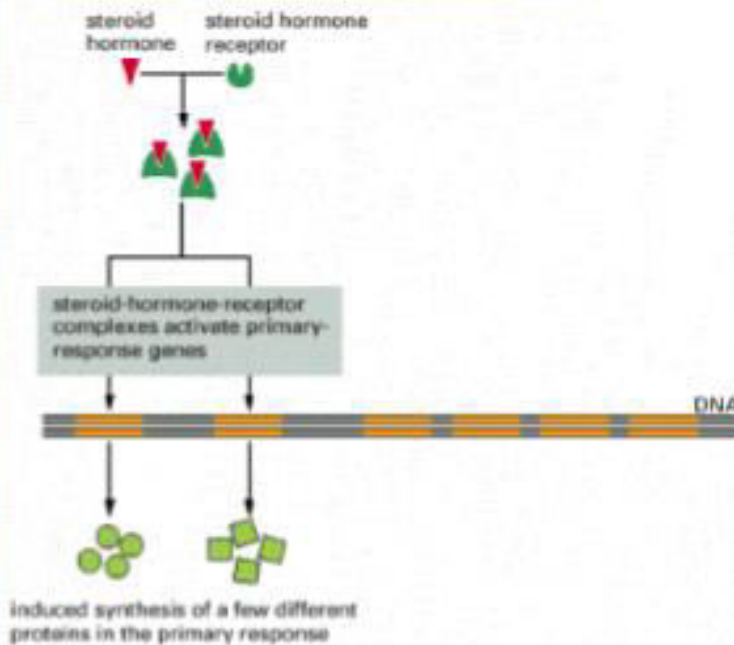 steroid
hormone
steroid hormone
receptor
steroid-hormone-receptor
complexes activate primary-
response genes
DNA
induced synthesis of a few different
proteins in the primary response